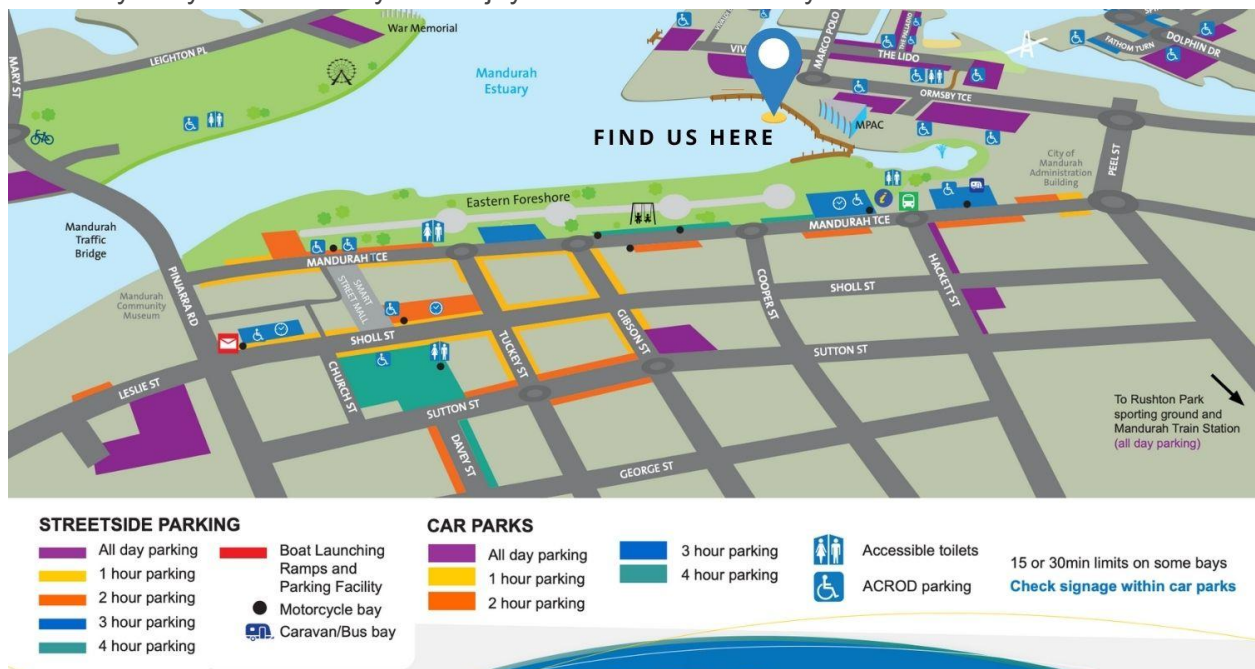 War Memorial
LEIGHTON PL
MARY ST
Mandurah
Estuary
MARCO POLO
THE PALLADIO
THE LIDO
FATHOM TURN
DOLPHIN DR
ORMSBY TCE
FIND US HERE
MPAC
PEEL ST
City of
Mandurah
Administration
Building
Eastern Foreshore
Mandurah
Traffic
Bridge
MANDURAH TCE
MANDURAH TCE
PINJARRA RD
Mandurah
Community
Museum
SMART
STREET MALL
COOPER ST
HACKETT ST
SHOLL ST
SHOLL ST
GIBSON ST
TUCKEY ST
SUTTON ST
CHURCH ST
LESLIE ST
SUTTON ST
DAVEY ST
GEORGE ST
To Rushton Park
sporting ground and
Mandurah Train Station
(all day parking)
STREETSIDE PARKING
All day parking
1 hour parking
2 hour parking
3 hour parking
4 hour parking
Boat Launching
Ramps and
Parking Facility
Motorcycle bay
Caravan/Bus bay
CAR PARKS
All day parking
1 hour parking
2 hour parking
3 hour parking
4 hour parking
Accessible toilets
ACROD parking
15 or 30min limits on some bays
Check signage within car parks